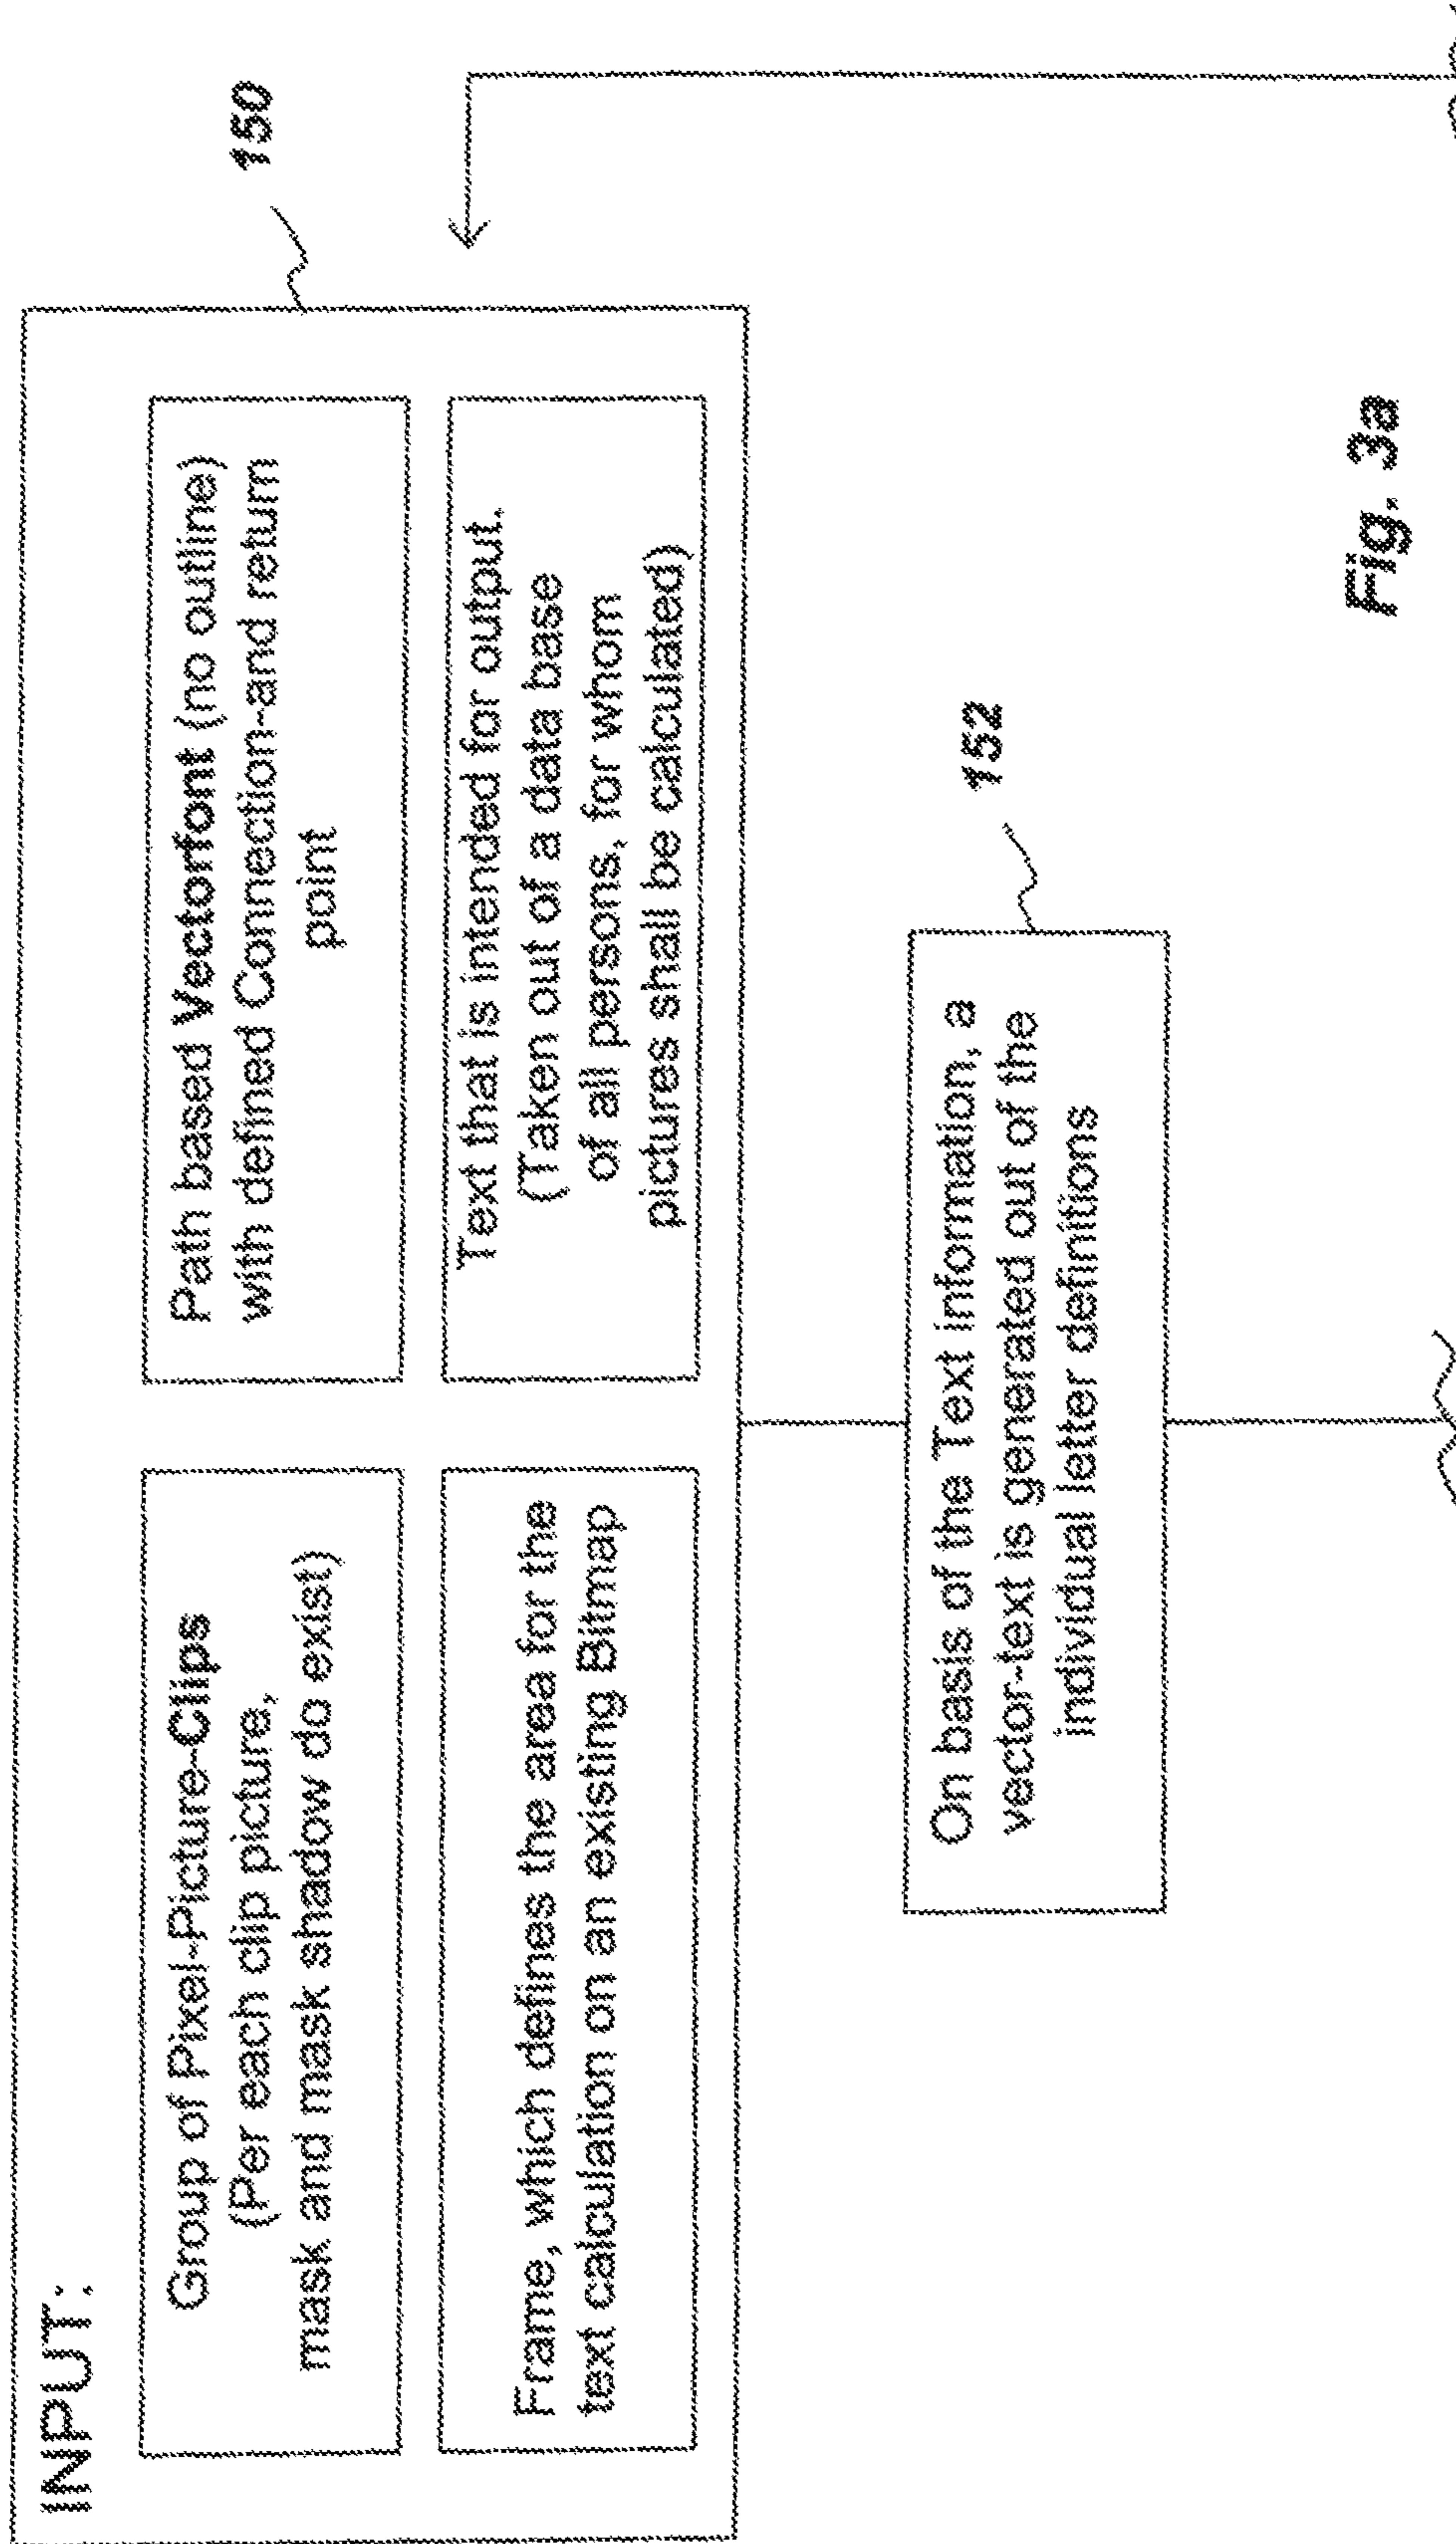 INPUT:
150
Group of Pixel-Picture-Clips
(Per each clip picture,
mask and mask shadow do exist)
Path based Vectorfont (no outline)
with defined Connection-and return
point
Frame, which defines the area for the
text calculation on an existing Bitmap
Text that is intended for output.
(Taken out of a data base
of all persons, for whom
pictures shall be calculated)
152
On basis of the Text information, a
vector-text is generated out of the
individual letter definitions
Fig. 3a